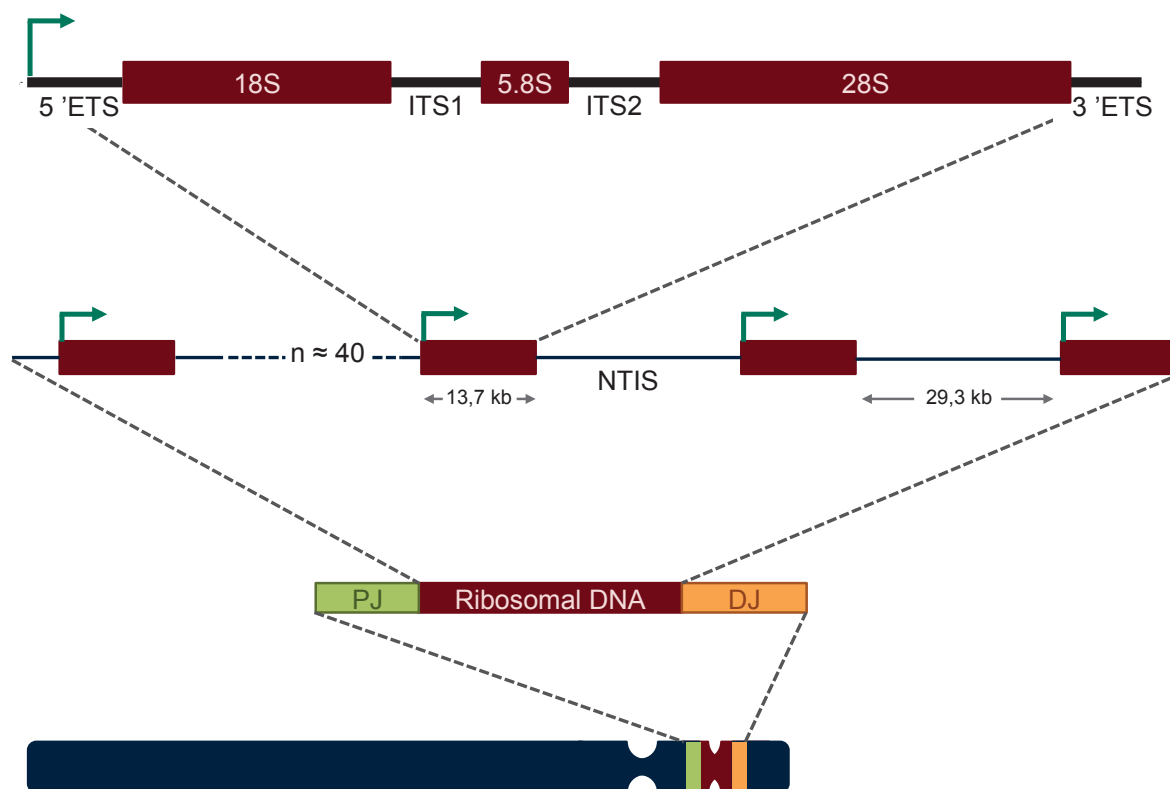 18S
5.8S
28S
5 'ETS
ITS1
ITS2
3 'ETS
n ≈ 40
NTIS
13,7 kb
29,3 kb
PJ
Ribosomal DNA
DJ